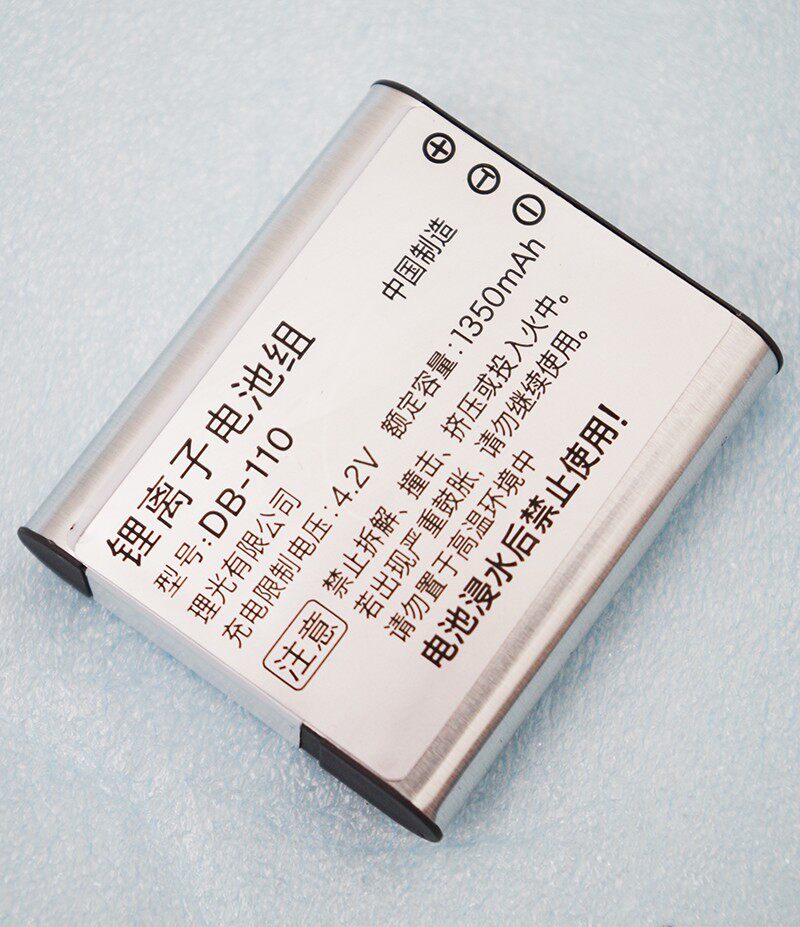 + T -
中国制造
锂离子电池组
型号: DB-110
理光有限公司
充电限制电压: 4.2V 额定容量: 1350mAh
注意
禁止拆解、撞击、挤压或投入火中。
若出现严重鼓胀，请勿继续使用。
请勿置于高温环境中
电池浸水后禁止使用!